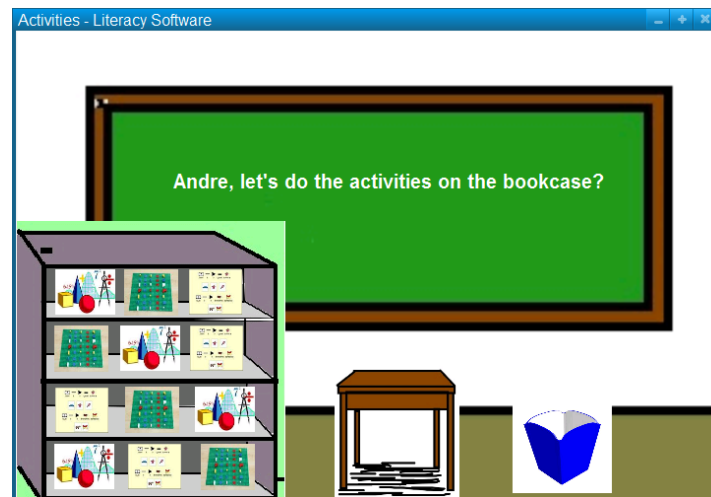 Activities - Literacy Software
Andre, let's do the activities on the bookcase?